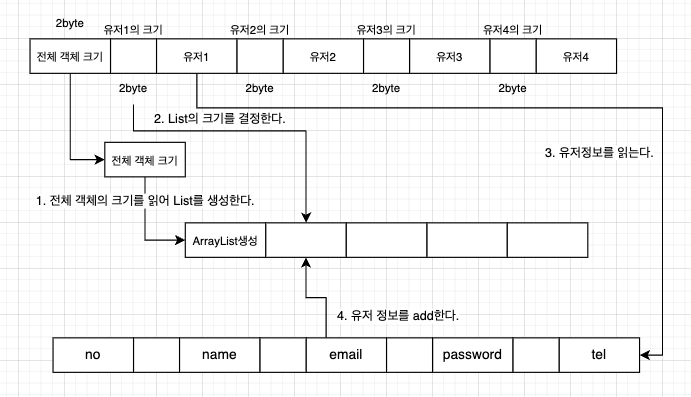 2byte
유저1의 크기
유저2의 크기
유저3의 크기
유저4의 크기
전체 객체 크기
유저1
유저2
유저3
유저4
2byte
2byte
2byte
2byte
2. List의 크기를 결정한다.
3. 유저정보를 읽는다.
전체 객체 크기
1. 전체 객체의 크기를 읽어 List를 생성한다.
ArrayList생성
4. 유저 정보를 add한다.
no
name
email
password
tel